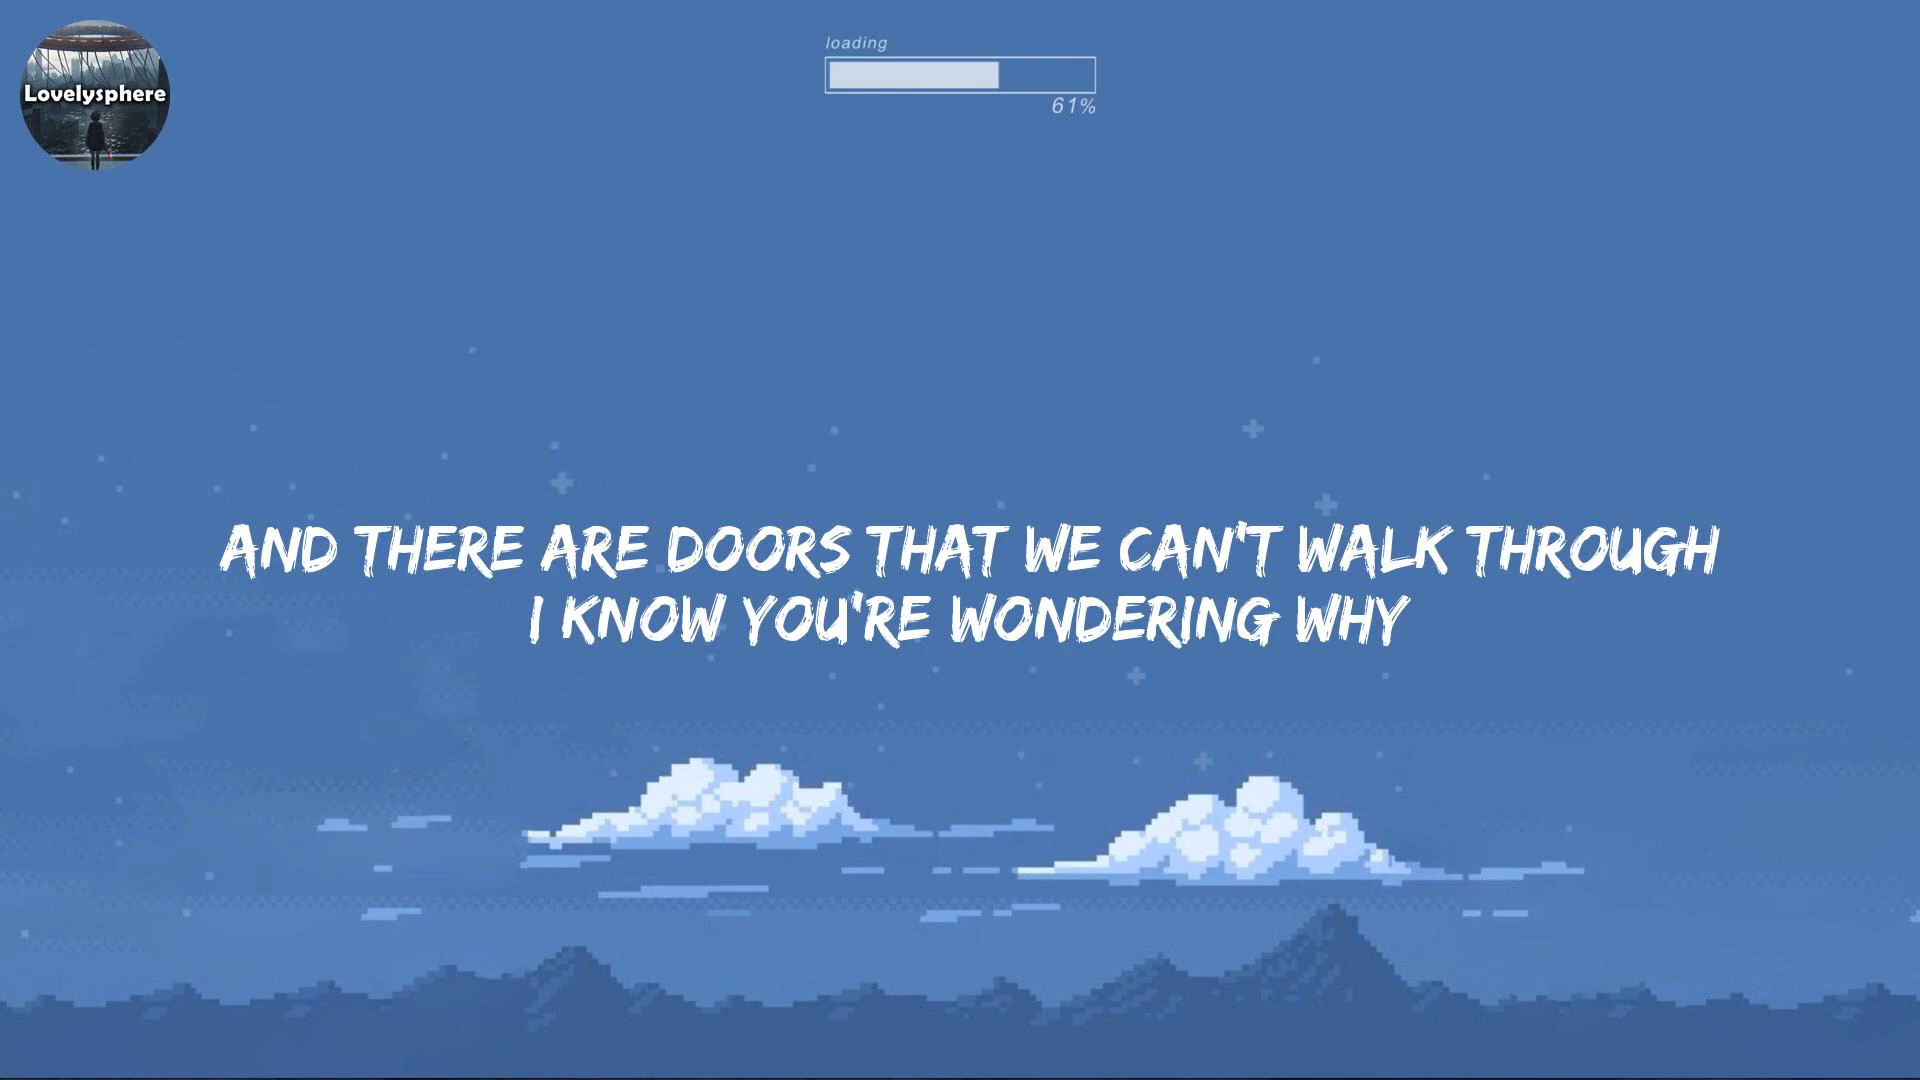 Lovelysphere
loading
61%
AND THERE ARE DOORS THAT WE CAN'T WALK THROUGH
I KNOW YOU'RE WONDERING WHY